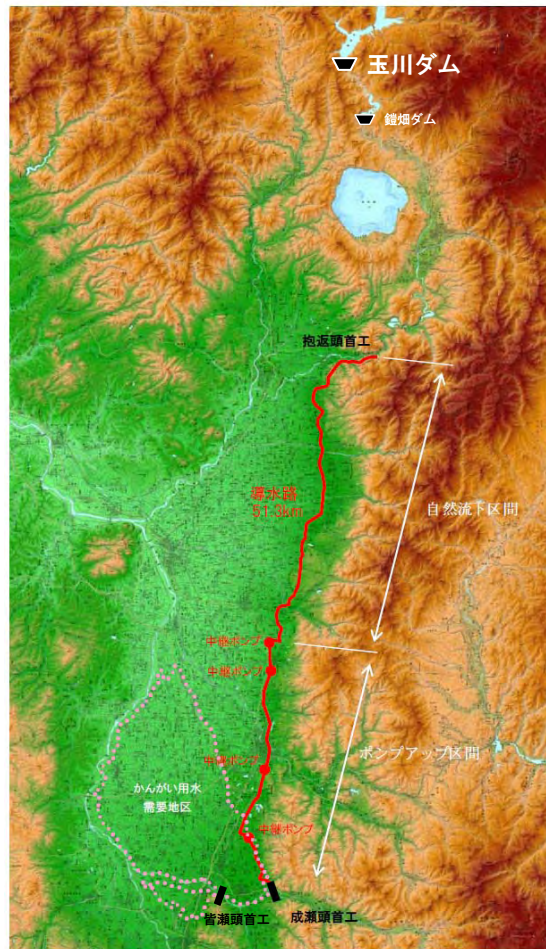 玉川ダム
鎧畑ダム
抱返頭首工
導水路
51.3km
自然流下区間
中継ポンプ
中継ポンプ
ポンプアップ区間
中継ポンプ
かんがい用水
需要地区
中継ポンプ
皆瀬頭首工
成瀬頭首工